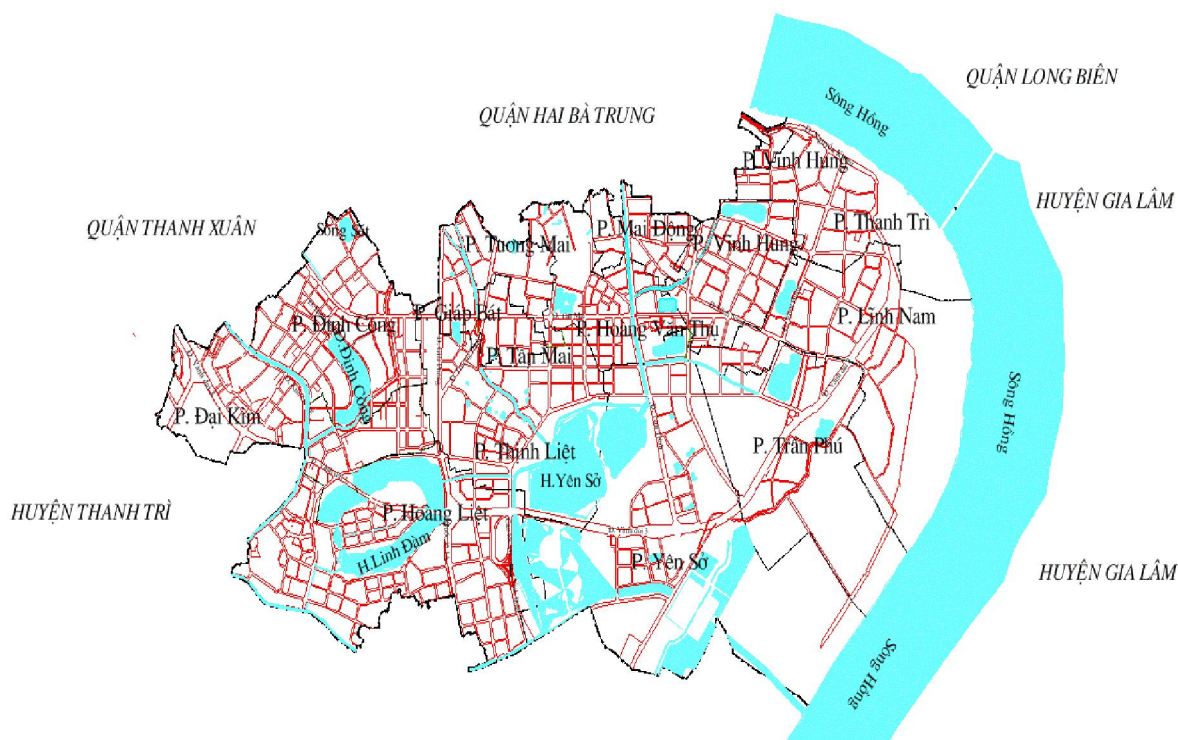 QUẬN LONG BIÊN
Sông Hồng
QUẬN HAI BÀ TRUNG
P. Vĩnh Hưng
HUYỆN GIA LÂM
QUẬN THANH XUÂN
P. Thanh Trì
Sông Sét
P. Tương Mai
P. Mai Động
P. Vĩnh Hưng
P. Giáp Bát
P. Định Công
P. Hoàng Văn Thụ
P. Lĩnh Nam
P. Tân Mai
Đ.Định Công
P. Đại Kim
Sông Hồng
P. Thịnh Liệt
P. Trần Phú
H.Yên Sở
HUYỆN THANH TRÌ
P. Hoàng Liệt
H.Linh Đàm
P. Yên Sở
HUYỆN GIA LÂM
Sông Hồng